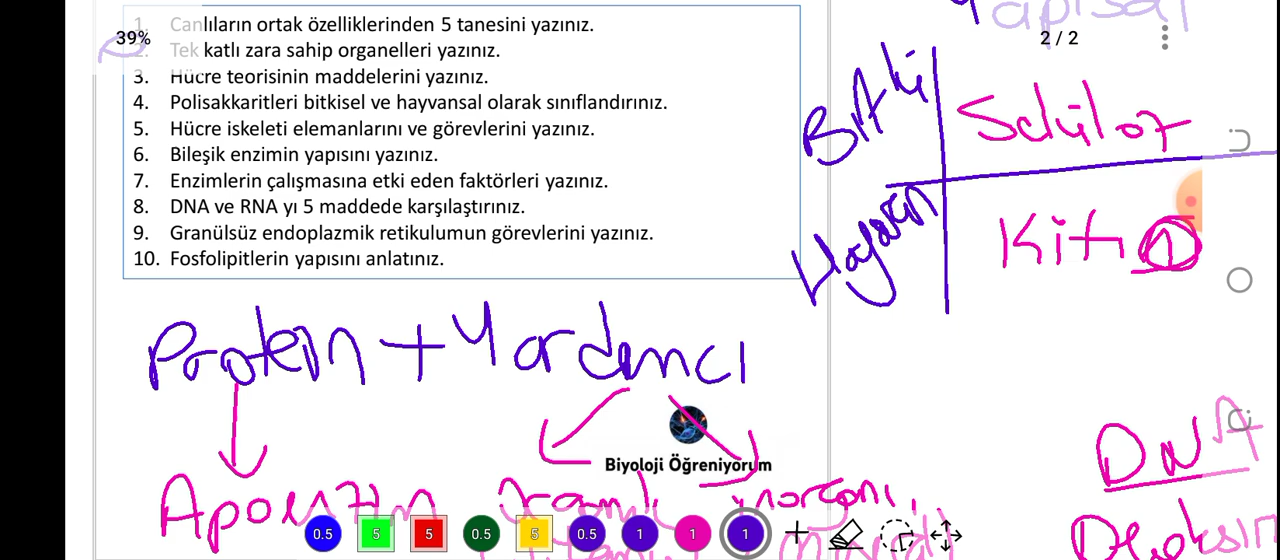 1. Canlıların ortak özelliklerinden 5 tanesini yazınız.
39%
2. Tek katlı zara sahip organelleri yazınız.
3. Hücre teorisinin maddelerini yazınız.
4. Polisakkaritleri bitkisel ve hayvansal olarak sınıflandırınız.
5. Hücre iskeleti elemanlarını ve görevlerini yazınız.
6. Bileşik enzimin yapısını yazınız.
7. Enzimlerin çalışmasına etki eden faktörleri yazınız.
8. DNA ve RNA yı 5 maddede karşılaştırınız.
9. Granülsüz endoplazmik retikulumun görevlerini yazınız.
10. Fosfolipitlerin yapısını anlatınız.
Yapısal
2 / 2
Bitki
Selüloz
Hayvan
Kitin
Protein + Yardımcı
Biyoloji Öğreniyorum
Apoenzim
DNA
0.5 5 5 0.5 5 0.5 1 1 1